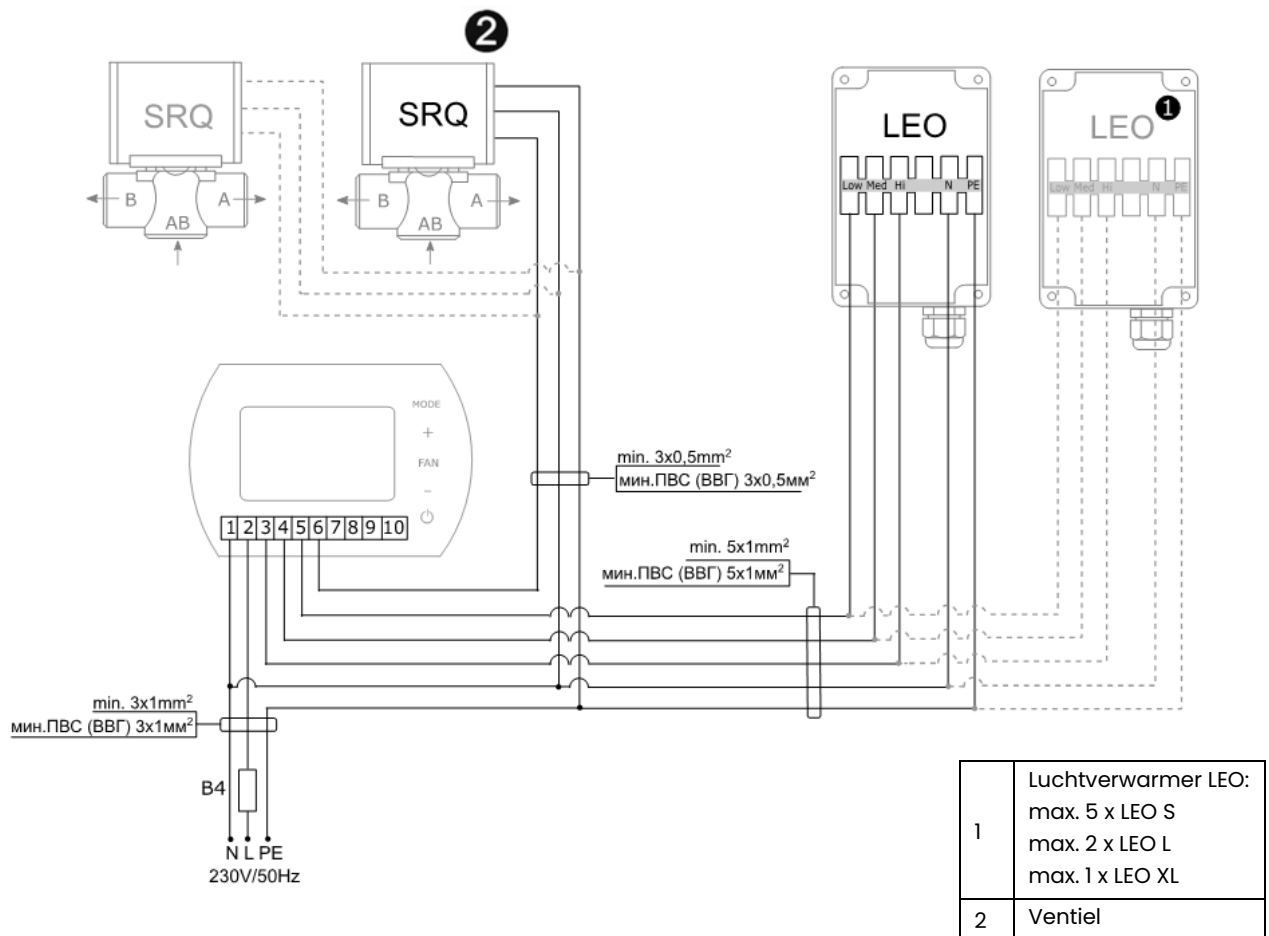 2
SRQ
SRQ
LEO
LEO 1
Low Med Hi N PE
Low Med Hi N PE
B A
B A
AB
AB
MODE
+
FAN
−
1 2 3 4 5 6 7 8 9 10
min. 3x0,5mm²
мин.ПВС (ВВГ) 3x0,5мм²
min. 5x1mm²
мин.ПВС (ВВГ) 5x1мм²
min. 3x1mm²
мин.ПВС (ВВГ) 3x1мм²
B4
N L PE
230V/50Hz
1
Luchtverwarmer LEO:
max. 5 x LEO S
max. 2 x LEO L
max. 1 x LEO XL
2 Ventiel